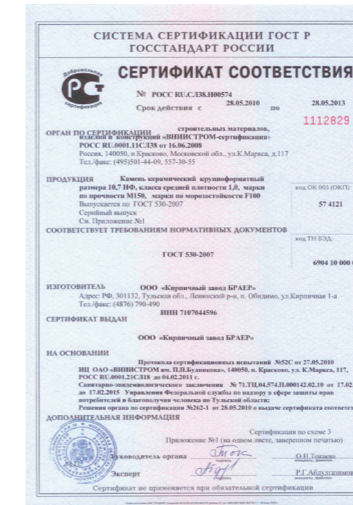 СИСТЕМА СЕРТИФИКАЦИИ ГОСТ Р
ГОССТАНДАРТ РОССИИ
Добровольная
сертификация
СЕРТИФИКАТ СООТВЕТСТВИЯ
№ РОСС RU.СЛ38.Н00574
Срок действия с 28.05.2010 по 28.05.2013
1112829
ОРГАН ПО СЕРТИФИКАЦИИ строительных материалов,
изделий и конструкций «ВНИИСТРОМ-сертификация»
РОСС RU.0001.11СЛ38 от 16.06.2008
Россия, 140050, п.Красково, Московской обл., ул.К.Маркса, д.117
Тел./факс: (495)501-44-09, 557-30-55
ПРОДУКЦИЯ Камень керамический крупноформатный
размера 10,7 НФ, класса средней плотности 1,0, марки
по прочности М150, марки по морозостойкости F100
Выпускается по ГОСТ 530-2007
Серийный выпуск
См. Приложение №1
код ОК 005 (ОКП):
57 4121
СООТВЕТСТВУЕТ ТРЕБОВАНИЯМ НОРМАТИВНЫХ ДОКУМЕНТОВ
код ТН ВЭД:
ГОСТ 530-2007
6904 10 000 0
ИЗГОТОВИТЕЛЬ ООО «Кирпичный завод БРАЕР»
Адрес: РФ, 301132, Тульская обл., Ленинский р-н, п. Обидимо, ул.Кирпичная 1-а
Тел./факс: (4876) 790-490
ИНН 7107044596
СЕРТИФИКАТ ВЫДАН
ООО «Кирпичный завод БРАЕР»
НА ОСНОВАНИИ
Протокола сертификационных испытаний №52С от 27.05.2010
ИЦ ОАО «ВНИИСТРОМ им. П.П.Будникова», 140050, п. Красково, ул. К.Маркса, 117,
РОСС RU.0001.21СЛ18 до 04.02.2011 г.
Санитарно-эпидемиологического заключения № 71.ТЦ.04.574.П.000142.02.10 от 17.02.
до 17.02.2015 Управления Федеральной службы по надзору в сфере защиты прав
потребителей и благополучия человека по Тульской области;
Решения органа по сертификации №262-1 от 28.05.2010 о выдаче сертификата соответст
ДОПОЛНИТЕЛЬНАЯ ИНФОРМАЦИЯ
Сертификация по схеме 3
Приложение №1 (на одном листе, заверенном печатью)
Руководитель органа
Эксперт
Сертификат не применяется при обязательной сертификации